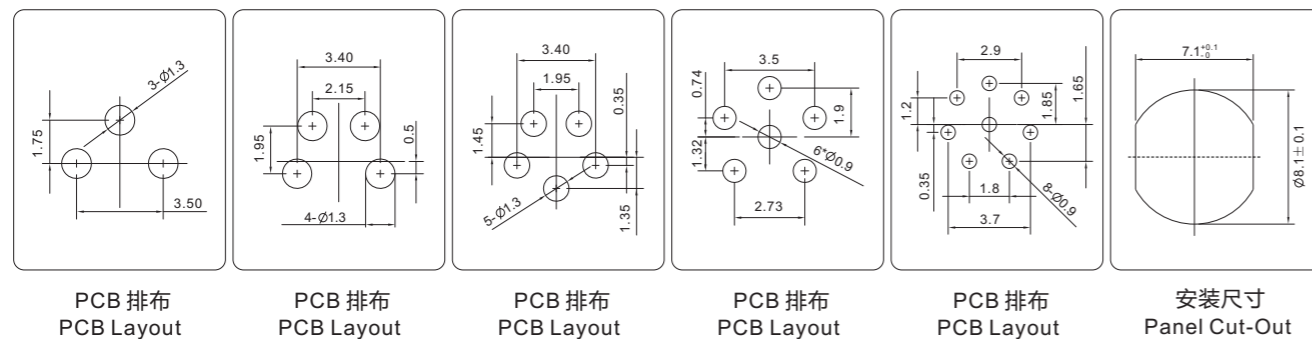 3-Ø1.3
1.75
3.50
PCB 排布
PCB Layout
3.40
2.15
1.95
0.5
4-Ø1.3
PCB 排布
PCB Layout
3.40
1.95
0.35
1.45
5-Ø1.3
1.35
PCB 排布
PCB Layout
3.5
0.74
1.9
1.32
6*Ø0.9
2.73
PCB 排布
PCB Layout
2.9
1.2
1.85
1.65
0.35
1.8
8-Ø0.9
3.7
PCB 排布
PCB Layout
7.1 +0.1 -0
Ø8.1±0.1
安装尺寸
Panel Cut-Out